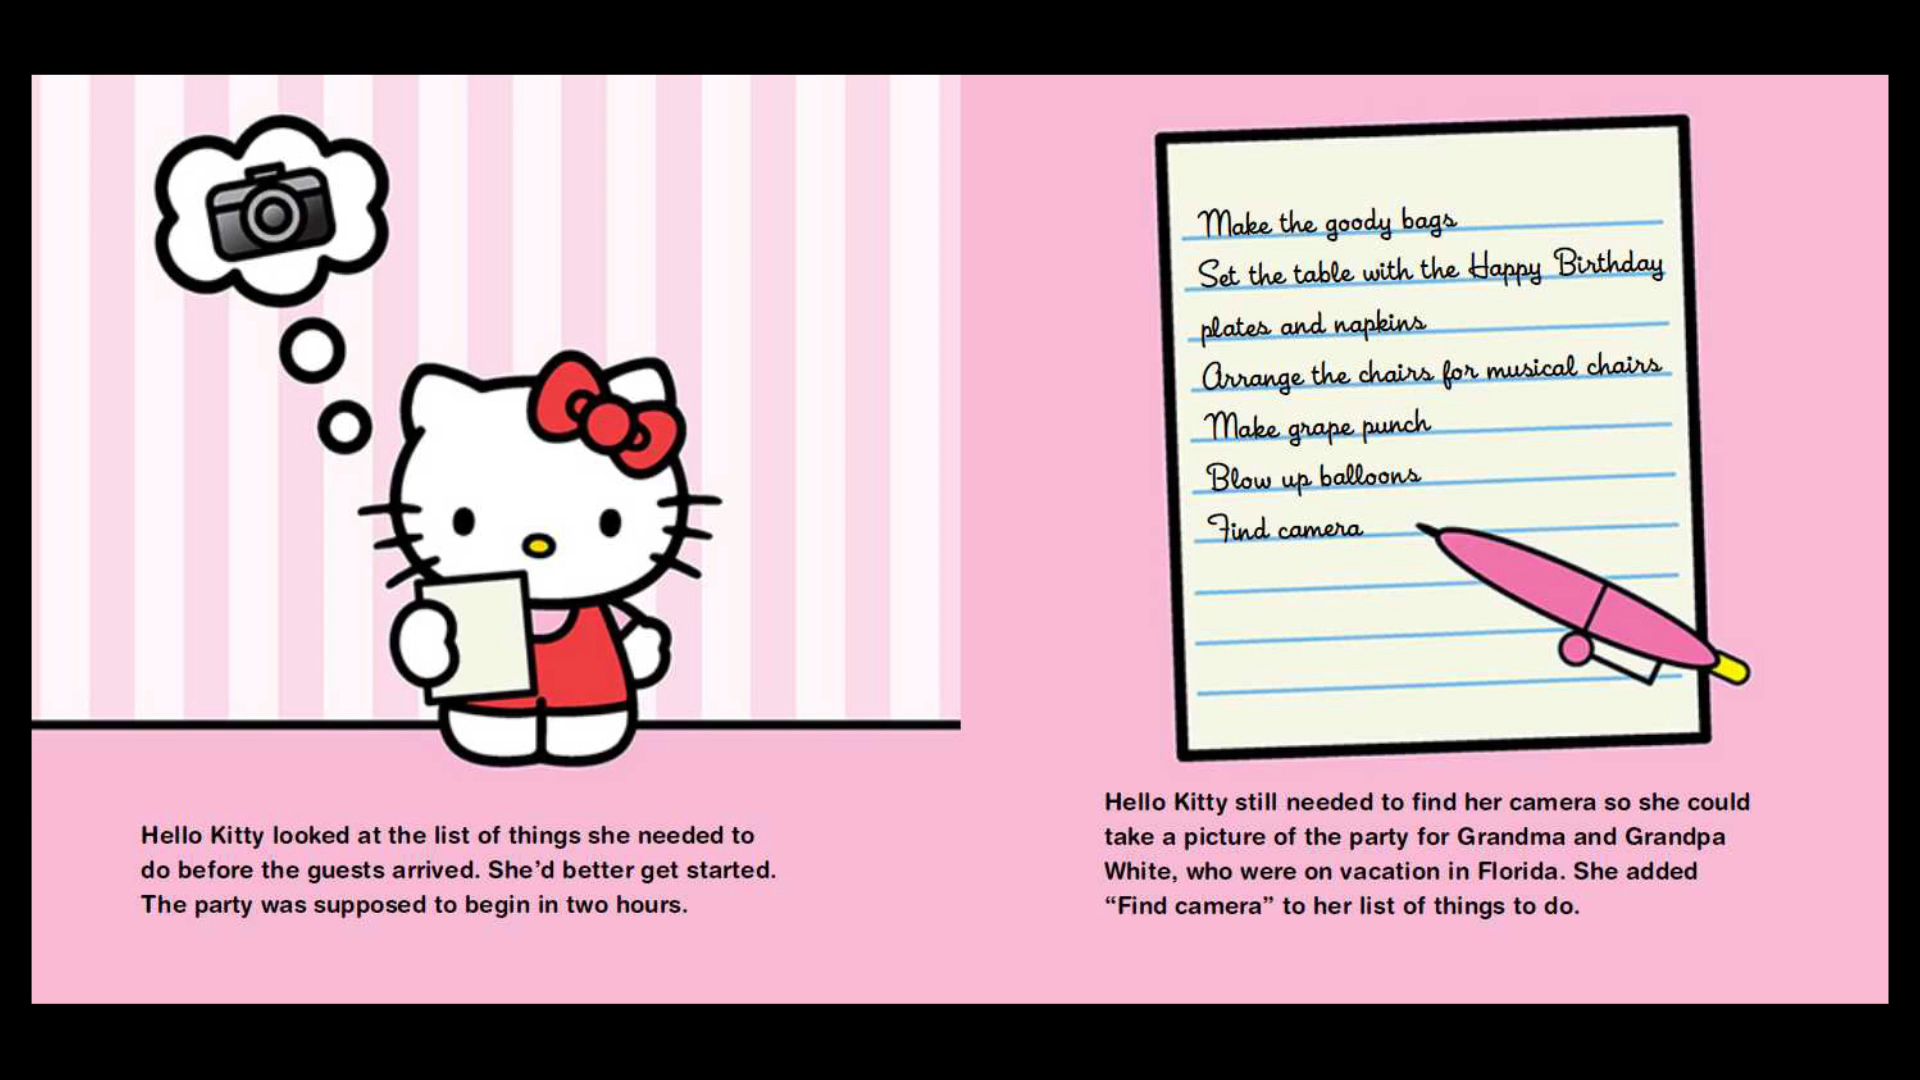 Hello Kitty looked at the list of things she needed to
do before the guests arrived. She’d better get started.
The party was supposed to begin in two hours.
Make the goody bags
Set the table with the Happy Birthday
plates and napkins
Arrange the chairs for musical chairs
Make grape punch
Blow up balloons
Find camera
Hello Kitty still needed to find her camera so she could
take a picture of the party for Grandma and Grandpa
White, who were on vacation in Florida. She added
“Find camera” to her list of things to do.